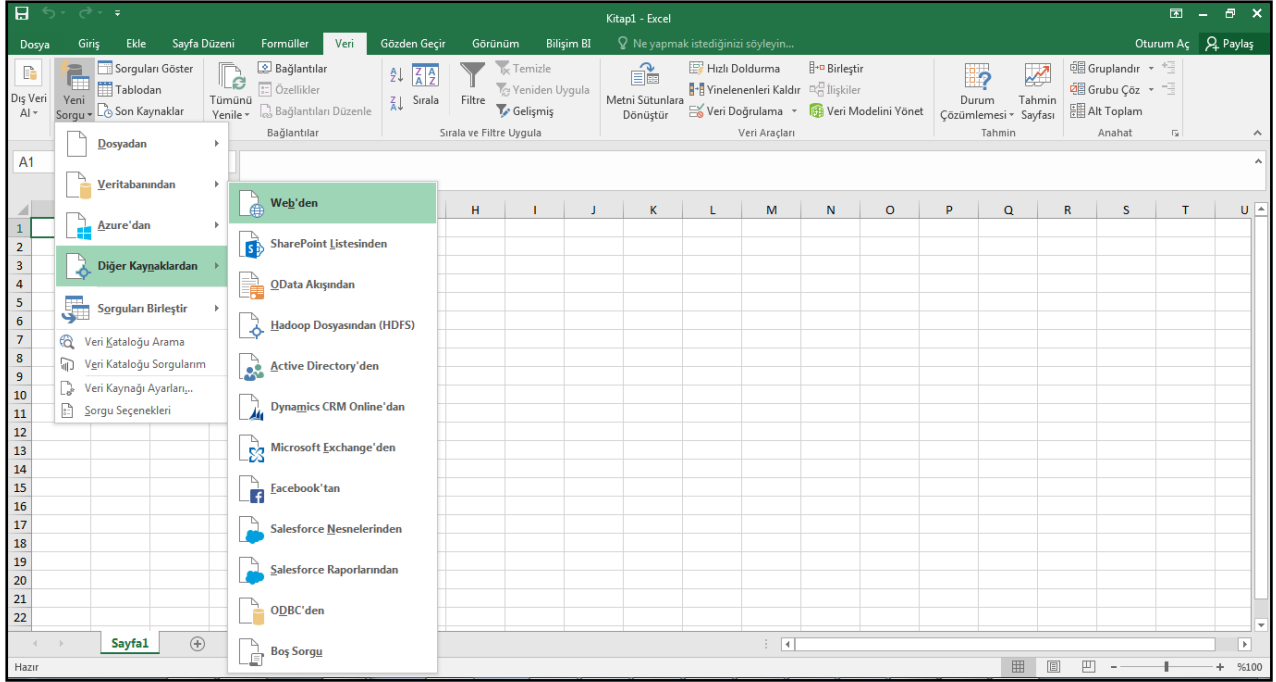 Kitap1 - Excel
Dosya Giriş Ekle Sayfa Düzeni Formüller Veri Gözden Geçir Görünüm Bilişim BI Ne yapmak istediğinizi söyleyin... Oturum Aç Paylaş
Dış Veri Al
Yeni Sorgu
Sorguları Göster
Tablodan
Son Kaynaklar
Tümünü Yenile
Bağlantılar
Özellikler
Bağlantıları Düzenle
Bağlantılar
Sırala
Filtre
Temizle
Yeniden Uygula
Gelişmiş
Sırala ve Filtre Uygula
Metni Sütunlara Dönüştür
Hızlı Doldurma
Yinelenenleri Kaldır
Veri Doğrulama
Birleştir
İlişkiler
Veri Modelini Yönet
Veri Araçları
Durum Çözümlemesi
Tahmin Sayfası
Tahmin
Gruplandır
Grubu Çöz
Alt Toplam
Anahat
A1
Dosyadan
Veritabanından
Azure'dan
Diğer Kaynaklardan
Sorguları Birleştir
Veri Kataloğu Arama
Veri Kataloğu Sorgularım
Veri Kaynağı Ayarları...
Sorgu Seçenekleri
Web'den
SharePoint Listesinden
OData Akışından
Hadoop Dosyasından (HDFS)
Active Directory'den
Dynamics CRM Online'dan
Microsoft Exchange'den
Facebook'tan
Salesforce Nesnelerinden
Salesforce Raporlarından
ODBC'den
Boş Sorgu
H I J K L M N O P Q R S T U
1
2
3
4
5
6
7
8
9
10
11
12
13
14
15
16
17
18
19
20
21
22
Sayfa1
Hazır
%100